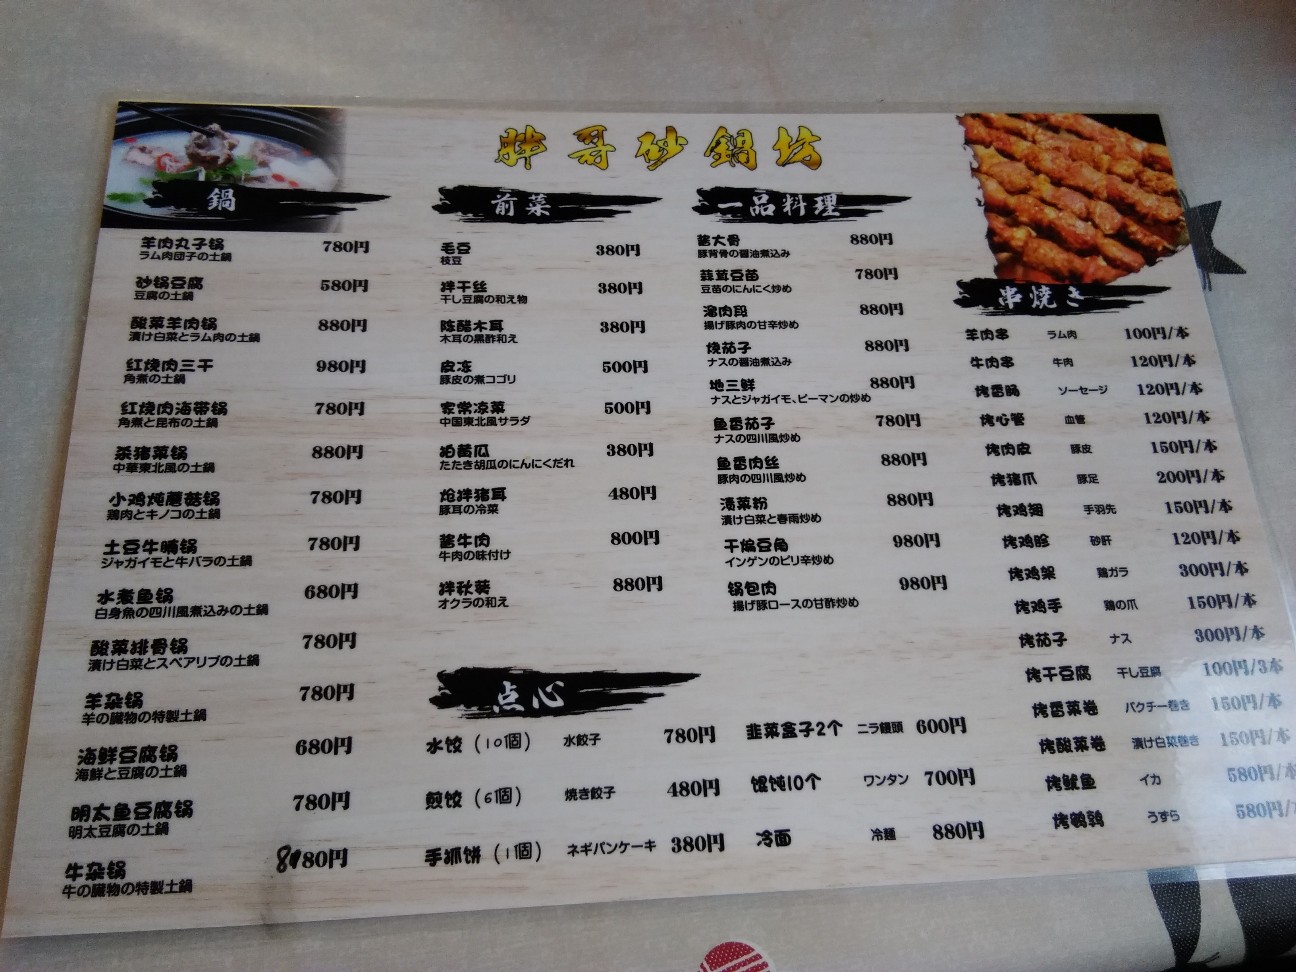 胖哥砂鍋坊
鍋
羊肉丸子锅 780円
ラム肉団子の土鍋
砂锅豆腐 580円
豆腐の土鍋
酸菜羊肉锅 880円
漬け白菜とラム肉の土鍋
红烧肉三干 980円
角煮の土鍋
红烧肉海带锅 780円
角煮と昆布の土鍋
杀猪菜锅 880円
中華東北風の土鍋
小鸡炖蘑菇锅 780円
鶏肉とキノコの土鍋
土豆牛腩锅 780円
ジャガイモと牛バラの土鍋
水煮鱼锅 680円
白身魚の四川風煮込みの土鍋
酸菜排骨锅 780円
漬け白菜とスペアリブの土鍋
羊杂锅 780円
羊の臓物の特製土鍋
海鲜豆腐锅 680円
海鮮と豆腐の土鍋
明太鱼豆腐锅 780円
明太豆腐の土鍋
牛杂锅 880円
牛の臓物の特製土鍋
前菜
毛豆 380円
枝豆
拌干丝 380円
干し豆腐の和え物
陈醋木耳 380円
木耳の黒酢和え
皮冻 500円
豚皮の煮コゴリ
家常凉菜 500円
中国東北風サラダ
拍黄瓜 380円
たたき胡瓜のにんにくだれ
炝拌猪耳 480円
豚耳の冷菜
酱牛肉 800円
牛肉の味付け
拌秋葵 880円
オクラの和え
一品料理
酱大骨 880円
豚背骨の醤油煮込み
蒜茸豆苗 780円
豆苗のにんにく炒め
溜肉段 880円
揚げ豚肉の甘辛炒め
烧茄子 880円
ナスの醤油煮込み
地三鲜 880円
ナスとジャガイモ、ピーマンの炒め
鱼香茄子 780円
ナスの四川風炒め
鱼香肉丝 880円
豚肉の四川風炒め
渍菜粉 880円
漬け白菜と春雨炒め
干煸豆角 980円
インゲンのピリ辛炒め
锅包肉 980円
揚げ豚ロースの甘酢炒め
点心
水饺（10個） 水餃子 780円
煎饺（6個） 焼き餃子 480円
手抓饼（1個） ネギパンケーキ 380円
韭菜盒子2个 ニラ饅頭 600円
馄饨10个 ワンタン 700円
冷面 冷麺 880円
串焼き
羊肉串 ラム肉 100円/本
牛肉串 牛肉 120円/本
烤香肠 ソーセージ 120円/本
烤心管 血管 120円/本
烤肉皮 豚皮 150円/本
烤猪爪 豚足 200円/本
烤鸡翅 手羽先 150円/本
烤鸡胗 砂肝 120円/本
烤鸡架 鶏ガラ 300円/本
烤鸡手 鶏の爪 150円/本
烤茄子 ナス 300円/本
烤干豆腐 干し豆腐 100円/3本
烤香菜卷 パクチー巻き 150円/本
烤酸菜卷 漬け白菜巻き 150円/本
烤鱿鱼 イカ 580円/本
烤鹌鹑 うずら 580円/